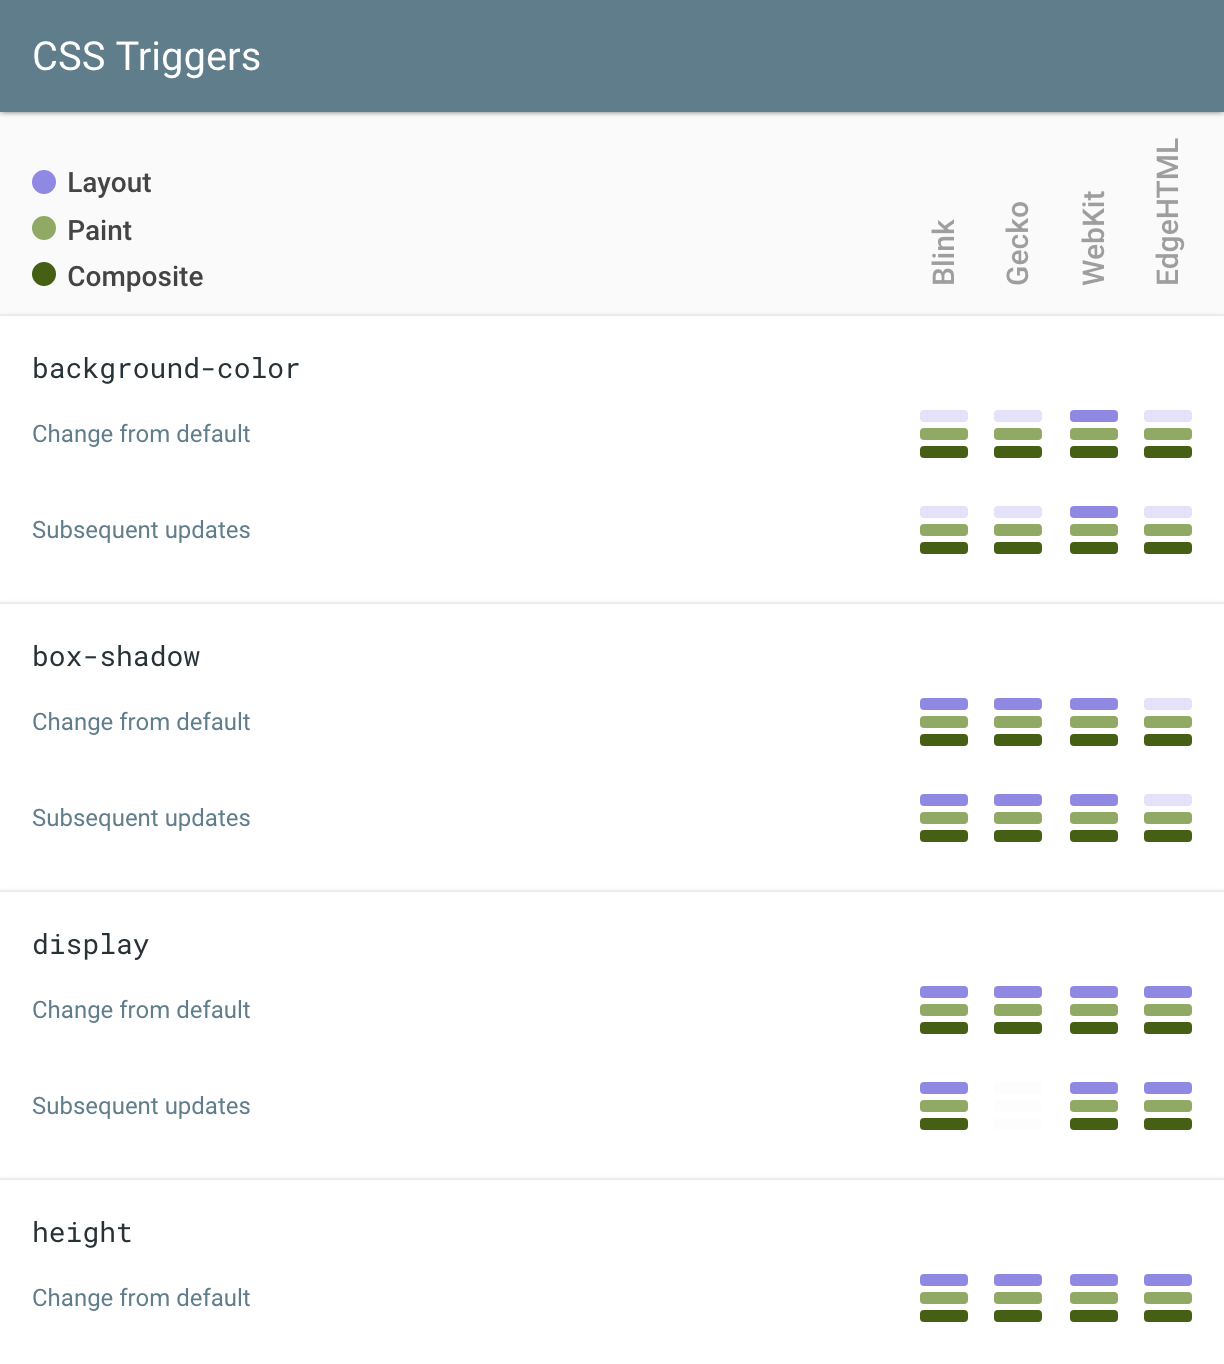 CSS Triggers
Layout
Paint
Composite
Blink
Gecko
WebKit
EdgeHTML
background-color
Change from default
Subsequent updates
box-shadow
Change from default
Subsequent updates
display
Change from default
Subsequent updates
height
Change from default